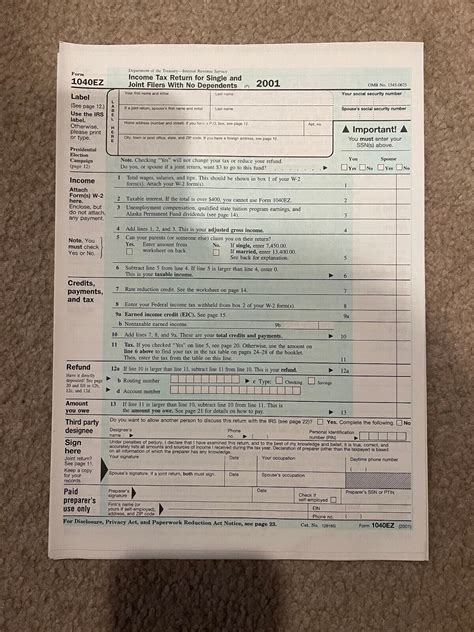 Department of the Treasury—Internal Revenue Service
Form
1040EZ
Income Tax Return for Single and
Joint Filers With No Dependents
2001
OMB No. 1545-0675
Label
(See page 12.)
Use the IRS
label.
Otherwise,
please print
or type.
Presidential
Election
Campaign
(page 12)
LABEL HERE
Your first name and initial
Last name
If a joint return, spouse's first name and initial
Last name
Home address (number and street). If you have a P.O. box, see page 12.
Apt. no.
City, town or post office, state, and ZIP code. If you have a foreign address, see page 12.
Your social security number
Spouse's social security number
▲ Important! ▲
You must enter your
SSN(s) above.
Note. Checking "Yes" will not change your tax or reduce your refund.
Do you, or spouse if a joint return, want $3 to go to this fund?
You
Spouse
Yes No Yes No
Income
Attach
Form(s) W-2
here.
Enclose, but
do not attach,
any payment.
1 Total wages, salaries, and tips. This should be shown in box 1 of your W-2
form(s). Attach your W-2 form(s).
1
2 Taxable interest. If the total is over $400, you cannot use Form 1040EZ.
2
3 Unemployment compensation, qualified state tuition program earnings, and
Alaska Permanent Fund dividends (see page 14).
3
4 Add lines 1, 2, and 3. This is your adjusted gross income.
4
Note. You
must check
Yes or No.
5 Can your parents (or someone else) claim you on their return?
Yes. Enter amount from
worksheet on back.
No. If single, enter 7,450.00.
If married, enter 13,400.00.
See back for explanation.
5
6 Subtract line 5 from line 4. If line 5 is larger than line 4, enter 0.
This is your taxable income.
6
Credits,
payments,
and tax
7 Rate reduction credit. See the worksheet on page 14.
7
8 Enter your Federal income tax withheld from box 2 of your W-2 form(s).
8
9a Earned income credit (EIC). See page 15.
9a
b Nontaxable earned income.
9b
10 Add lines 7, 8, and 9a. These are your total credits and payments.
10
11 Tax. If you checked "Yes" on line 5, see page 20. Otherwise, use the amount on
line 6 above to find your tax in the tax table on pages 24–28 of the booklet.
Then, enter the tax from the table on this line.
11
Refund
Have it directly
deposited! See page
20 and fill in 12b,
12c, and 12d.
12a If line 10 is larger than line 11, subtract line 11 from line 10. This is your refund.
12a
b Routing number
c Type: Checking Savings
d Account number
Amount
you owe
13 If line 11 is larger than line 10, subtract line 10 from line 11. This is
the amount you owe. See page 21 for details on how to pay.
13
Third party
designee
Do you want to allow another person to discuss this return with the IRS (see page 22)? Yes. Complete the following. No
Designee's
name
Phone
no.
Personal identification
number (PIN)
Sign
here
Joint return?
See page 11.
Keep a copy
for your
records.
Under penalties of perjury, I declare that I have examined this return, and to the best of my knowledge and belief, it is true, correct, and
accurately lists all amounts and sources of income I received during the tax year. Declaration of preparer (other than the taxpayer) is based
on all information of which the preparer has any knowledge.
Your signature
Date
Your occupation
Daytime phone number
Spouse's signature. If a joint return, both must sign.
Date
Spouse's occupation
Paid
preparer's
use only
Preparer's
signature
Date
Check if
self-employed
Preparer's SSN or PTIN
Firm's name (or
yours if self-employed),
address, and ZIP code
EIN
Phone no.
For Disclosure, Privacy Act, and Paperwork Reduction Act Notice, see page 23.
Cat. No.
Form 1040EZ (2001)